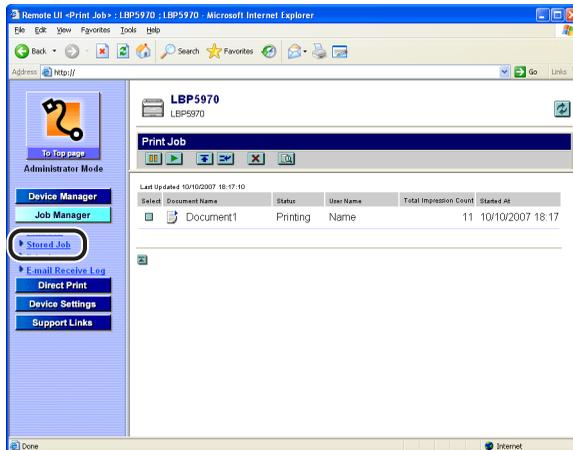 Remote UI <Print Job> : LBP5970 ; LBP5970 - Microsoft Internet Explorer
File Edit View Favorites Tools Help
Back Search Favorites
Address http:// Go Links
LBP5970
LBP5970
To Top page
Administrator Mode
Print Job
Last Updated 10/10/2007 18:17:10
Select Document Name Status User Name Total Impression Count Started At
Document1 Printing Name 11 10/10/2007 18:17
Device Manager
Job Manager
Stored Job
E-mail Receive Log
Direct Print
Device Settings
Support Links
Done Internet